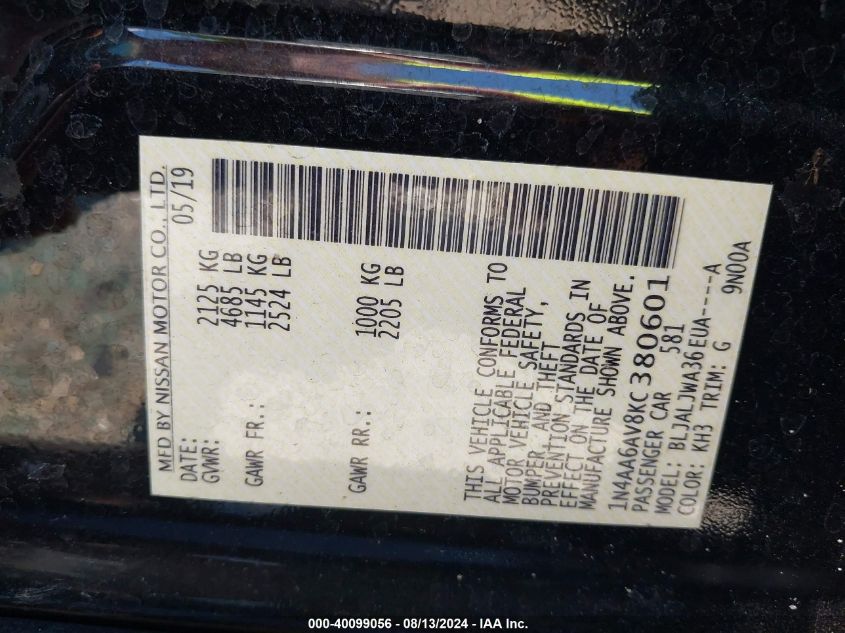 MFD BY NISSAN MOTOR CO., LTD.
DATE: 05/19
GVWR: 2125 KG
4685 LB
GAWR FR.: 1145 KG
2524 LB
GAWR RR.: 1000 KG
2205 LB
THIS VEHICLE CONFORMS TO
ALL APPLICABLE FEDERAL
MOTOR VEHICLE SAFETY,
BUMPER, AND THEFT
PREVENTION STANDARDS IN
EFFECT ON THE DATE OF
MANUFACTURE SHOWN ABOVE.
1N4AA6AV8KC380601
PASSENGER CAR 581
MODEL: BLJALJWA36EUA----A
COLOR: KH3 TRIM: G 9N00A
000-40099056 - 08/13/2024 - IAA Inc.